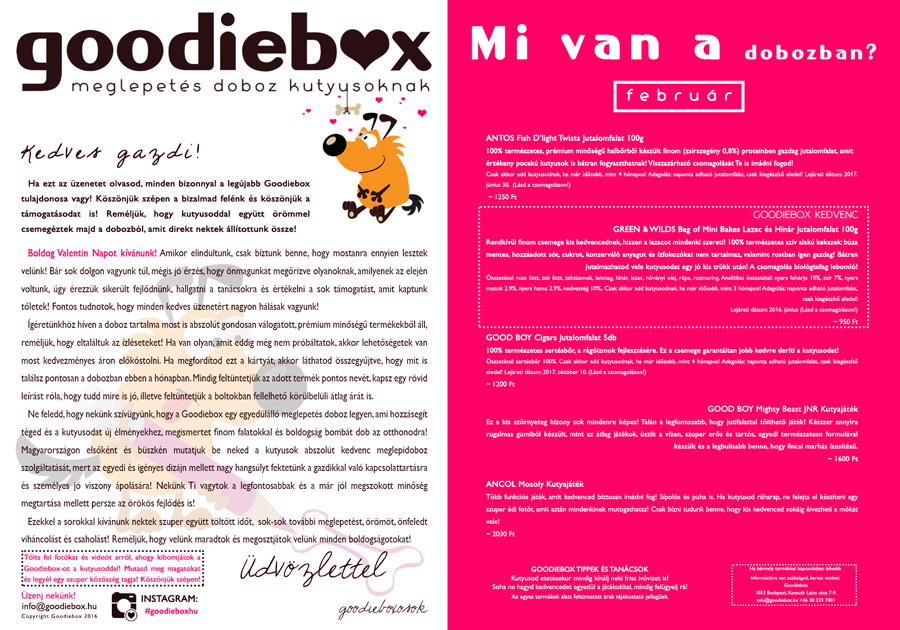 goodiebox
meglepetés doboz kutyusoknak
Kedves gazdi!
Ha ezt az üzenetet olvasod, minden bizonnyal a legújabb Goodiebox
tulajdonosa vagy! Köszönjük szépen a bizalmad felénk és köszönjük a
támogatásodat is! Reméljük, hogy kutyusoddal együtt örömmel
csemegéztek majd a dobozból, amit direkt nektek állítottunk össze!
Boldog Valentin Napot kívánunk! Amikor elindultunk, csak bíztunk benne, hogy mostanra ennyien lesztek
velünk! Bár sok dolgon vagyunk túl, mégis jó érzés, hogy önmagunkat megőrizve olyanoknak, amilyenek az elején
voltunk, úgy érezzük sikerült fejlődnünk, hallgatni a tanácsokra és értékelni a sok támogatást, amit kaptunk
tőletek! Fontos tudnotok, hogy minden kedves üzenetért nagyon hálásak vagyunk!
Ígéretünkhöz híven a doboz tartalma most is abszolút gondosan válogatott, prémium minőségű termékekből áll,
reméljük, hogy eltaláltuk az ízléseteket! Ha van olyan, amit eddig még nem próbáltatok, akkor lehetőségetek van
most kedvezményes áron előkóstolni. Ha megfordítod ezt a kártyát, akkor láthatod összegyűjtve, hogy mit is
találsz pontosan a dobozban ebben a hónapban. Mindig feltüntetjük az adott termék pontos nevét, kapsz egy rövid
leírást róla, hogy tudd mire is jó, illetve feltüntetjük a boltokban fellelhető körülbelüli átlag árát is.
Ne feledd, hogy nekünk szívügyünk, hogy a Goodiebox egy egyedülálló meglepetés doboz legyen, ami hozzásegít
téged és a kutyusodat új élményekhez, megismertet finom falatokkal és boldogság bombát dob az otthonodra!
Magyarországon elsőként és büszkén mutatjuk be neked a kutyusok abszolút kedvenc meglepidoboz
szolgáltatását, mert az egyedi és igényes dizájn mellett nagy hangsúlyt fektetünk a gazdikkal való kapcsolattartásra
és személyes jó viszony ápolására! Nekünk Ti vagytok a legfontosabbak és a már jól megszokott minőség
megtartása mellett persze az örökös fejlődés is!
Ezekkel a sorokkal kívánunk nektek szuper együtt töltött időt, sok-sok további meglepetést, örömöt, önfeledt
viháncolást és csaholást! Reméljük, hogy velünk maradtok és megosztjátok velünk minden boldogságotokat!
Tölts fel fotókat és videót arról, ahogy kibontjátok a
Goodiebox-ot a kutyusoddal! Mutasd meg magatokat
és legyél egy szuper közösség tagja! Köszönjük szépen!
Üdvözlettel
goodieboxosok
Üzenj nekünk!
info@goodiebox.hu
Copyright Goodiebox 2016
INSTAGRAM:
#goodieboxhu
Mi van a dobozban?
február
ANTOS Fish D'light Twists Jutalomfalat 100g
100% természetes, prémium minőségű halbőrből készült finom (zsírszegény 0,8%) proteinben gazdag jutalomfalat, amit
érzékeny pocakú kutyusok is bátran fogyaszthatnak! Visszazárható csomagolását Te is imádni fogod!
Csak akkor add kutyusodnak, ha már idősebb, mint 4 hónapos! Adagolás: naponta adható jutalomfalat, csak kiegészítő eledel! Lejárati dátum: 2017.
június 30. (Lásd a csomagoláson!)
~ 1250 Ft
GOODIEBOX KEDVENC
GREEN & WILDS Bag of Mini Bakes Lazac és Hínár Jutalomfalat 100g
Rendkívül finom csemege kis kedvencednek, hiszen a lazacot mindenki szereti! 100% természetes szív alakú kekszek: búza
mentes, hozzáadott sót, cukrot, konzerváló anyagot és ízfokozókat nem tartalmaz, valamint rostban igen gazdag! Bátran
jutalmazhatod vele kutyusodat egy jó kis trükk után! A csomagolás biológiailag lebomló!
Összetétel: rozs liszt, zab liszt, zabszemek, lenmag, hínár, lazac, növényi olaj, répa, rozmaring. Analitikai összetétel: nyers fehérje 10%, zsír 7%, nyers
rostok 2.9%, nyers hamu 2.9%, nedvesség 10%. Csak akkor add kutyusodnak, ha már idősebb, mint 3 hónapos! Adagolás: naponta adható jutalomfalat,
csak kiegészítő eledel!
Lejárati dátum: 2016. június (Lásd a csomagoláson!)
~ 950 Ft
GOOD BOY Cigars Jutalomfalat 5db
100% természetes sertésbőr, a rágóizmok fejlesztésére. Ez a csemege garantáltan jobb kedvre deríti a kutyusodat!
Összetétel: sertésbőr 100%. Csak akkor add kutyusodnak, ha már idősebb, mint 4 hónapos! Adagolás: naponta adható jutalomfalat, csak kiegészítő
eledel! Lejárati dátum: 2017. október 10. (Lásd a csomagoláson!)
~ 1200 Ft
GOOD BOY Mighty Beast JNR Kutyajáték
Ez a kis szörnyeteg bizony sok mindenre képes! Talán a legfontosabb, hogy jutifalattal tölthető játék! Kétszer annyira
rugalmas gumiból készült, mint az átlag játékok, úszik a vízen, szuper erős és tartós, egyedi természetesen formulával
készült és a legbulisabb benne, hogy fincsi marhás ízesítésű.
~ 1600 Ft
ANCOL Mosoly Kutyajáték
Több funkciós játék, amit kedvenced biztosan imádni fog! Sípolós és puha is. Ha kutyusod ráharap, ne felejts el készíteni egy
szuper édi fotót, amit aztán mindenkinek mutogathatsz! Csak bízni tudunk benne, hogy kis kedvenced sokáig élvezheti a mókát
vele!
~ 2030 Ft
GOODIEBOX TIPPEK ÉS TANÁCSOK
Kutyusod etetésekor mindig kínálj neki friss ivóvizet is!
Soha ne hagyd kedvencedet egyedül a játékokkal, mindig felügyelj rá!
Az egyes termékek alatt feltüntetett árak tájékoztató jellegűek.
Ha bármely termékkel kapcsolatban bővebb
információra van szükséged, keress minket:
Goodiebox
1053 Budapest, Kossuth Lajos utca 7-9.
info@goodiebox.hu +36 30 233 7401